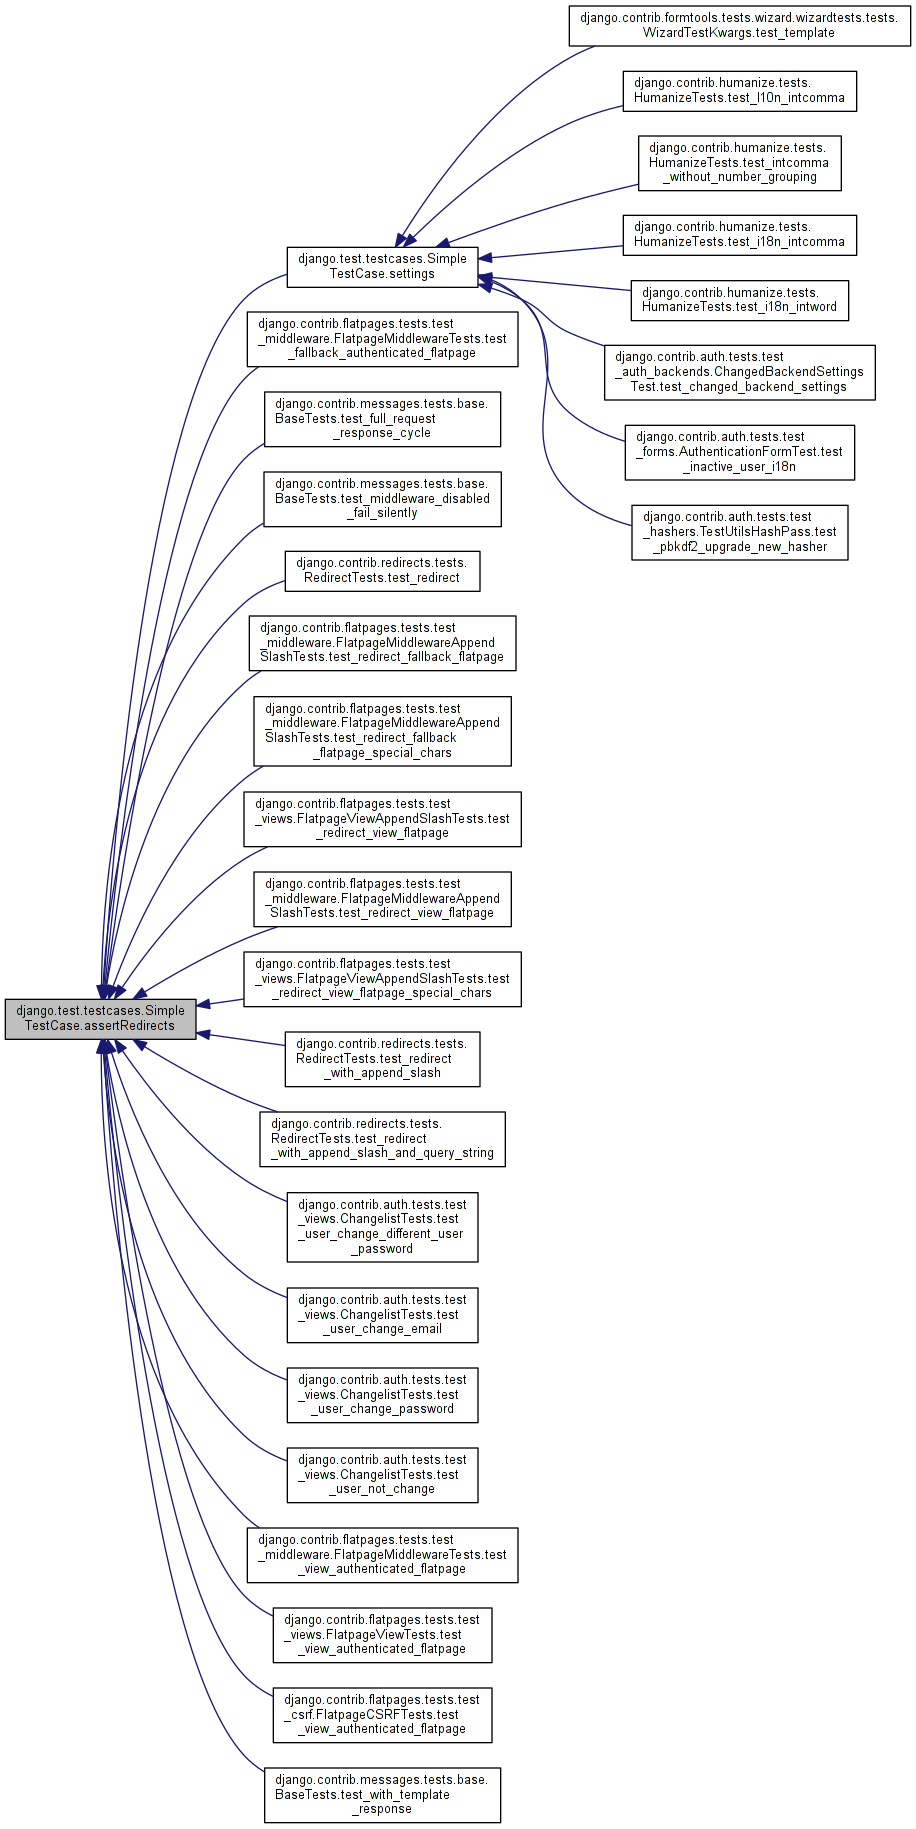 django.contrib.formtools.tests.wizard.wizardtests.tests.
WizardTestKwargs.test_template
django.contrib.humanize.tests.
HumanizeTests.test_l10n_intcomma
django.contrib.humanize.tests.
HumanizeTests.test_intcomma
_without_number_grouping
django.contrib.humanize.tests.
HumanizeTests.test_i18n_intcomma
django.test.testcases.Simple
TestCase.settings
django.contrib.humanize.tests.
HumanizeTests.test_i18n_intword
django.contrib.flatpages.tests.test
_middleware.FlatpageMiddlewareTests.test
_fallback_authenticated_flatpage
django.contrib.auth.tests.test
_auth_backends.ChangedBackendSettings
Test.test_changed_backend_settings
django.contrib.messages.tests.base.
BaseTests.test_full_request
_response_cycle
django.contrib.auth.tests.test
_forms.AuthenticationFormTest.test
_inactive_user_i18n
django.contrib.messages.tests.base.
BaseTests.test_middleware_disabled
_fail_silently
django.contrib.auth.tests.test
_hashers.TestUtilsHashPass.test
_pbkdf2_upgrade_new_hasher
django.contrib.redirects.tests.
RedirectTests.test_redirect
django.contrib.flatpages.tests.test
_middleware.FlatpageMiddlewareAppend
SlashTests.test_redirect_fallback_flatpage
django.contrib.flatpages.tests.test
_middleware.FlatpageMiddlewareAppend
SlashTests.test_redirect_fallback
_flatpage_special_chars
django.contrib.flatpages.tests.test
_views.FlatpageViewAppendSlashTests.test
_redirect_view_flatpage
django.contrib.flatpages.tests.test
_middleware.FlatpageMiddlewareAppend
SlashTests.test_redirect_view_flatpage
django.contrib.flatpages.tests.test
_views.FlatpageViewAppendSlashTests.test
_redirect_view_flatpage_special_chars
django.test.testcases.Simple
TestCase.assertRedirects
django.contrib.redirects.tests.
RedirectTests.test_redirect
_with_append_slash
django.contrib.redirects.tests.
RedirectTests.test_redirect
_with_append_slash_and_query_string
django.contrib.auth.tests.test
_views.ChangelistTests.test
_user_change_different_user
_password
django.contrib.auth.tests.test
_views.ChangelistTests.test
_user_change_email
django.contrib.auth.tests.test
_views.ChangelistTests.test
_user_change_password
django.contrib.auth.tests.test
_views.ChangelistTests.test
_user_not_change
django.contrib.flatpages.tests.test
_middleware.FlatpageMiddlewareTests.test
_view_authenticated_flatpage
django.contrib.flatpages.tests.test
_views.FlatpageViewTests.test
_view_authenticated_flatpage
django.contrib.flatpages.tests.test
_csrf.FlatpageCSRFTests.test
_view_authenticated_flatpage
django.contrib.messages.tests.base.
BaseTests.test_with_template
_response